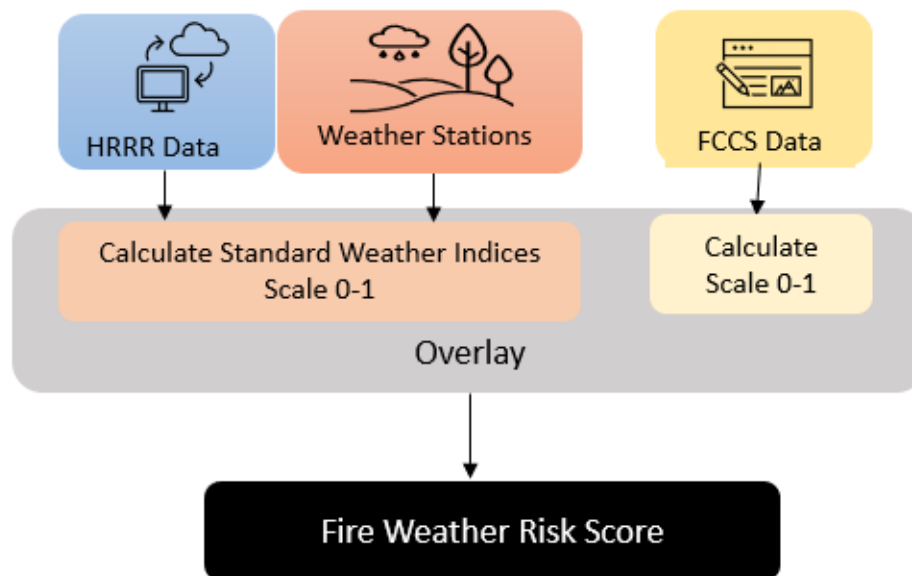 HRRR Data
Weather Stations
FCCS Data
Calculate Standard Weather Indices
Scale 0-1
Calculate
Scale 0-1
Overlay
Fire Weather Risk Score